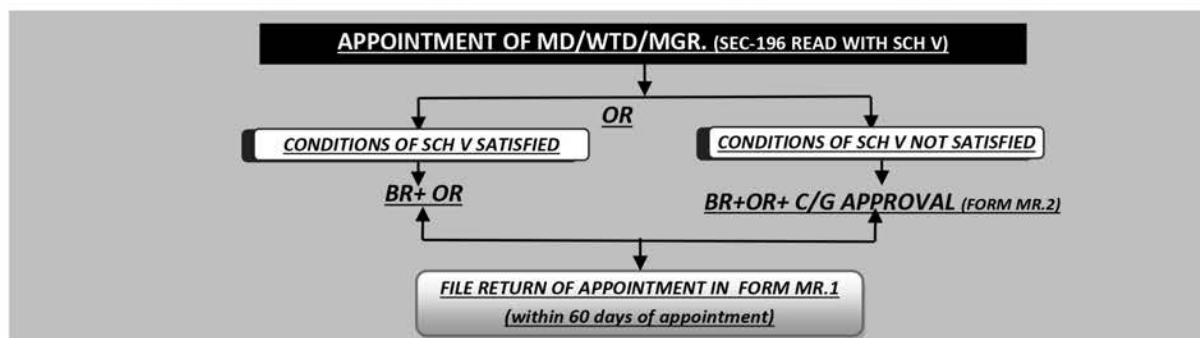 APPOINTMENT OF MD/WTD/MGR. (SEC-196 READ WITH SCH V)
OR
CONDITIONS OF SCH V SATISFIED
CONDITIONS OF SCH V NOT SATISFIED
BR+ OR
BR+OR+ C/G APPROVAL (FORM MR.2)
FILE RETURN OF APPOINTMENT IN FORM MR.1
(within 60 days of appointment)